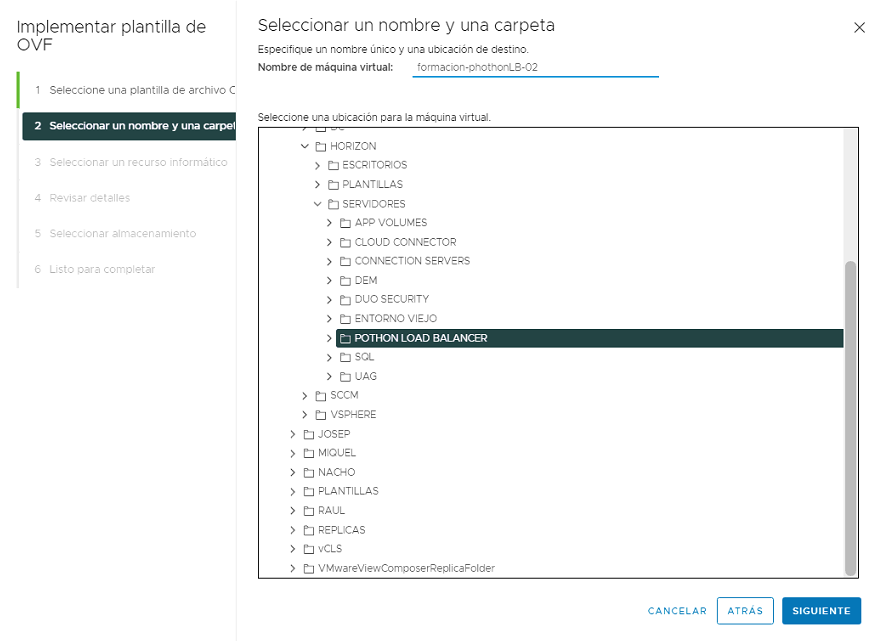 Implementar plantilla de
OVF
1 Seleccione una plantilla de archivo
2 Seleccionar un nombre y una carpet
3 Seleccionar un recurso informático
4 Revisar detalles
5 Seleccionar almacenamiento
6 Listo para completar
Seleccionar un nombre y una carpeta
Especifique un nombre único y una ubicación de destino.
Nombre de máquina virtual: formacion-phothonLB-02
Seleccione una ubicación para la máquina virtual.
HORIZON
ESCRITORIOS
PLANTILLAS
SERVIDORES
APP VOLUMES
CLOUD CONNECTOR
CONNECTION SERVERS
DEM
DUO SECURITY
ENTORNO VIEJO
POTHON LOAD BALANCER
SQL
UAG
SCCM
VSPHERE
JOSEP
MIQUEL
NACHO
PLANTILLAS
RAUL
REPLICAS
vCLS
VMwareViewComposerReplicaFolder
CANCELAR ATRÁS SIGUIENTE